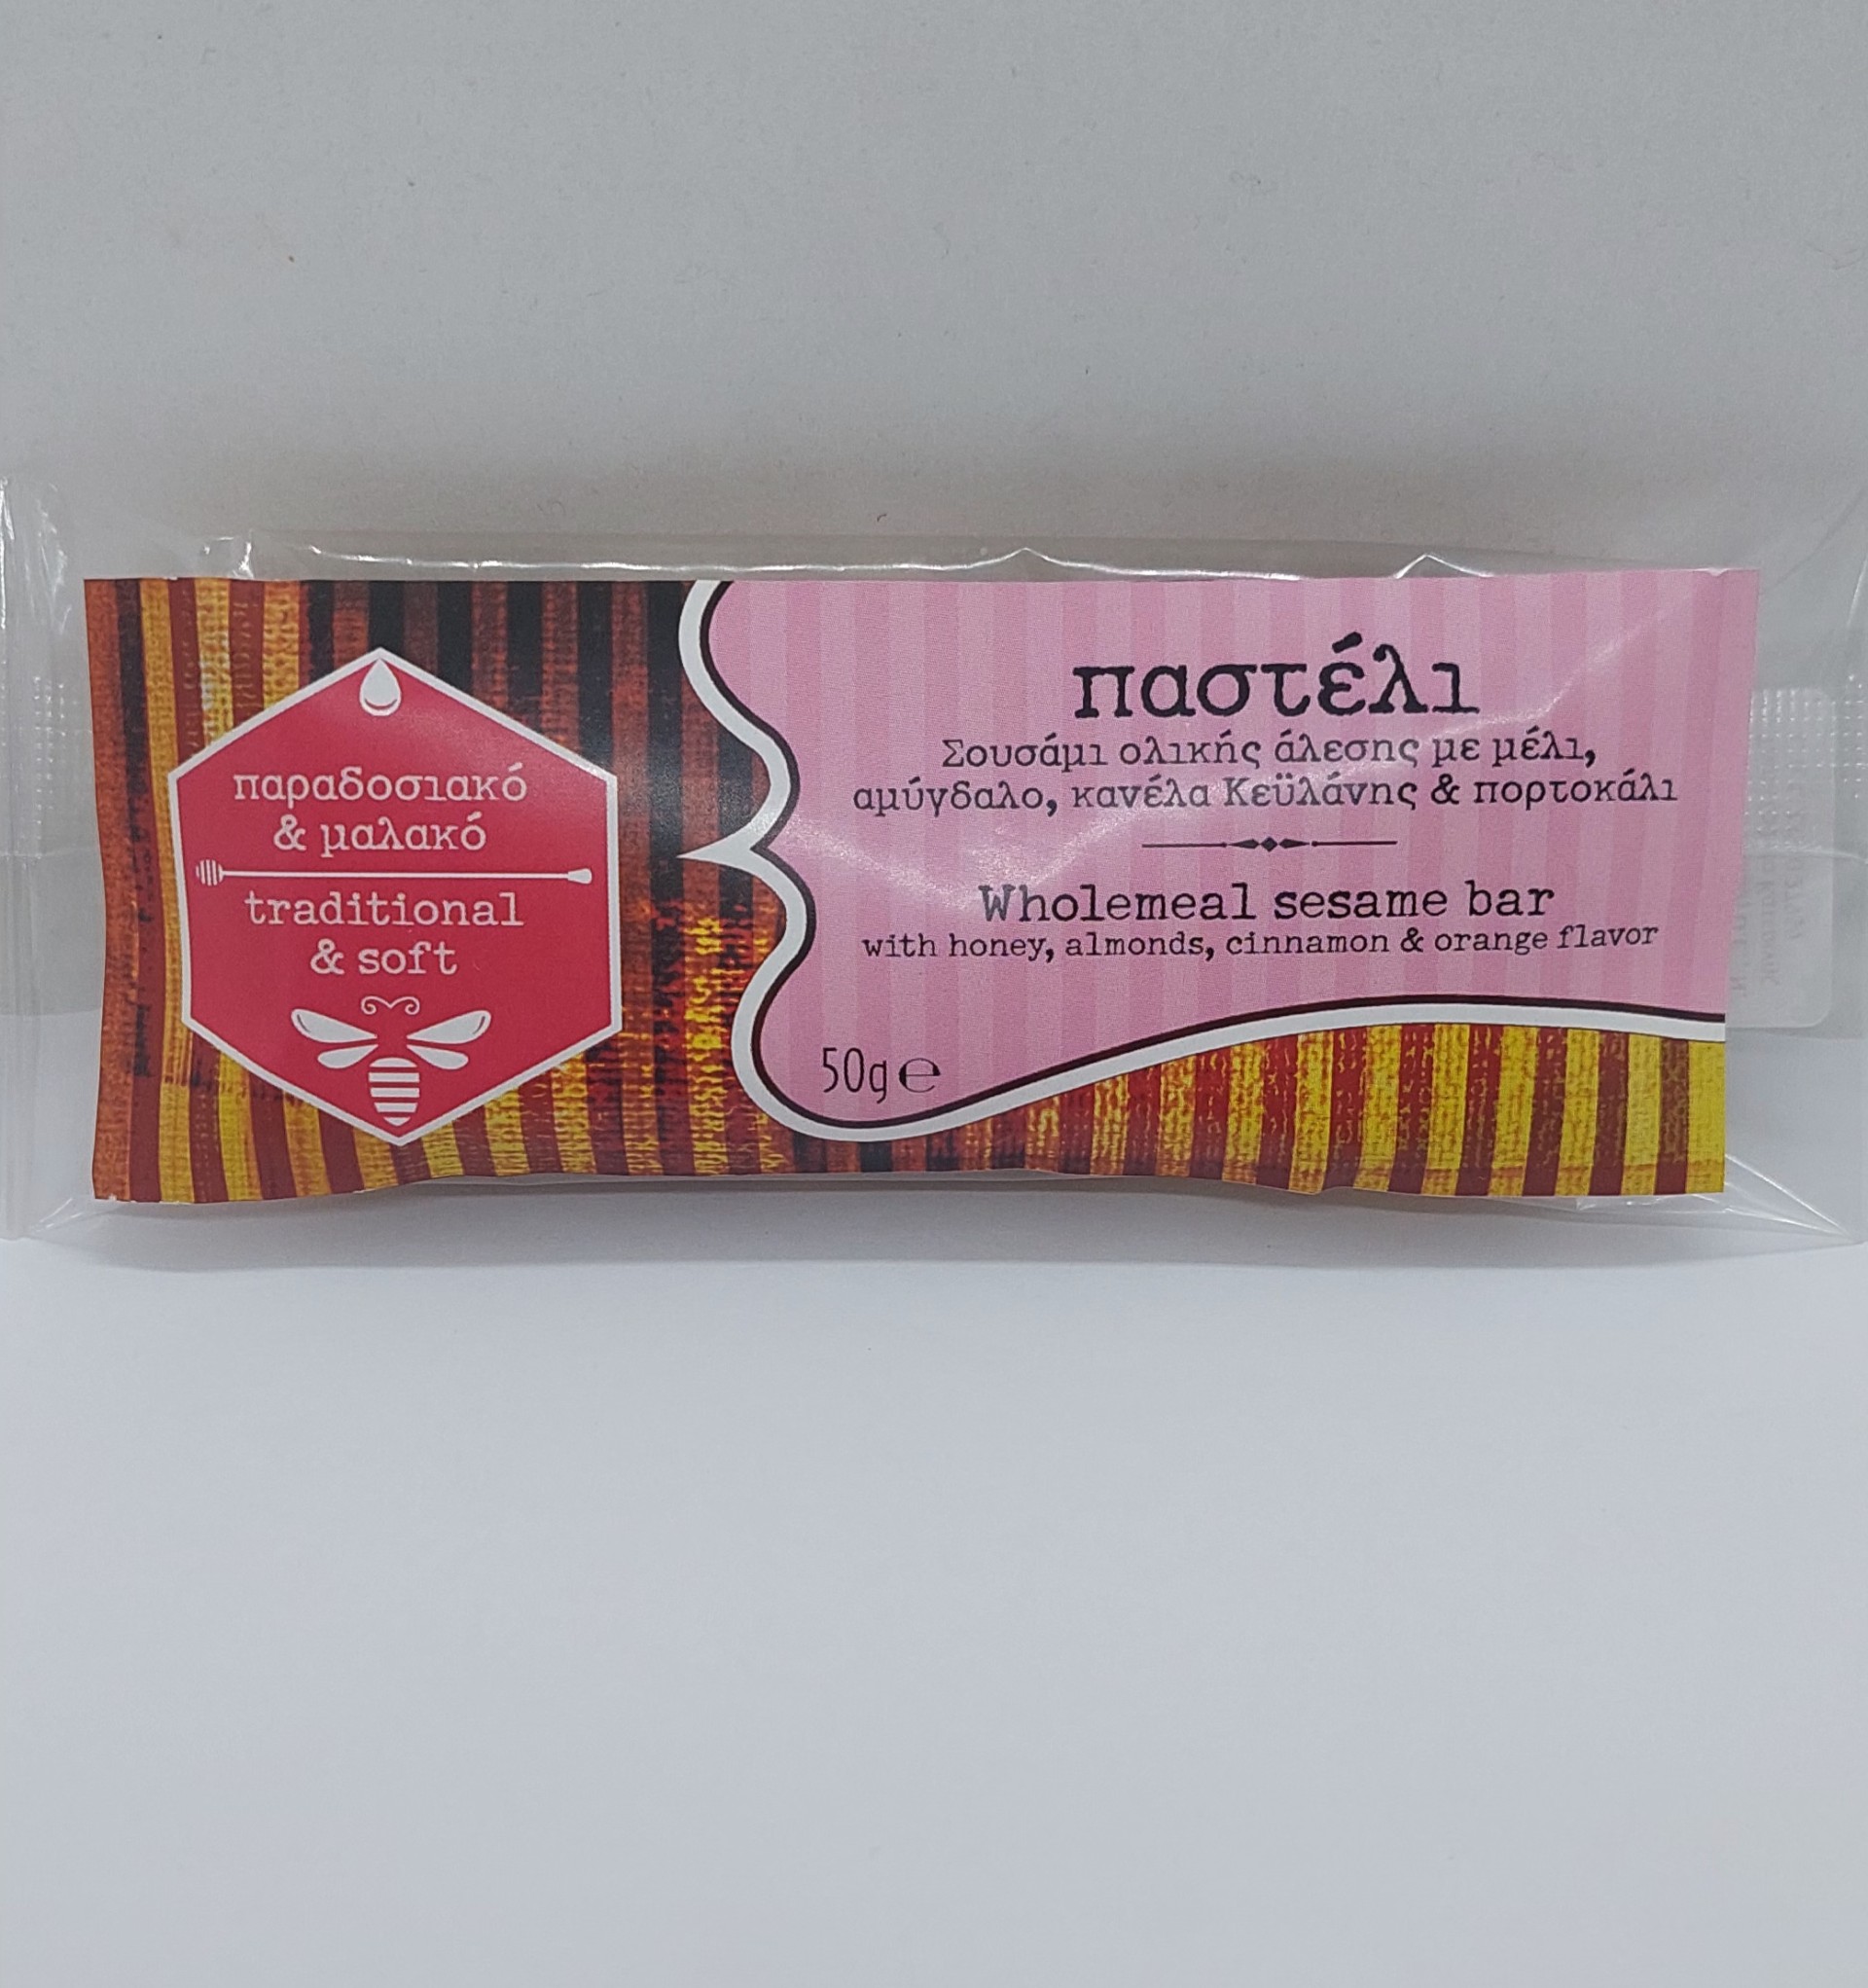 παραδοσιακό
& μαλακό
traditional
& soft
παστέλι
Σουσάμι ολικής άλεσης με μέλι,
αμύγδαλο, κανέλα Κεϋλάνης & πορτοκάλι
Wholemeal sesame bar
with honey, almonds, cinnamon & orange flavor
50g ℮